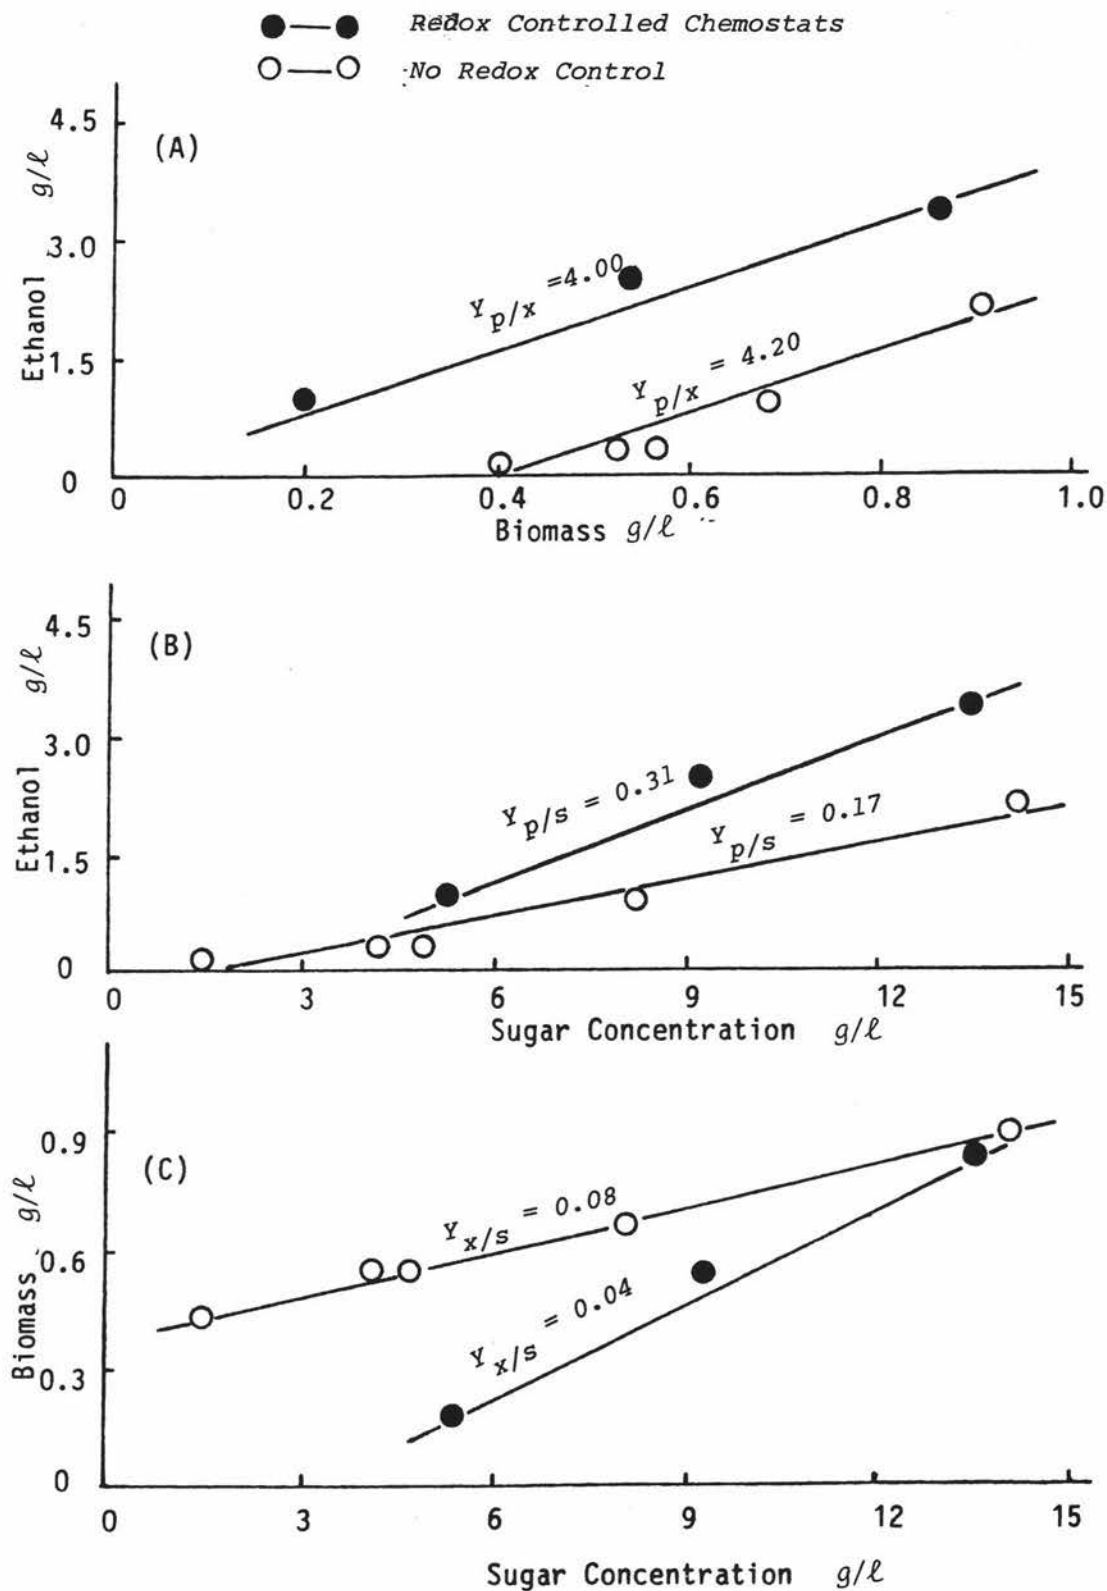 Redox Controlled Chemostats
No Redox Control
(A)
Ethanol g/ℓ
4.5
3.0
1.5
0
Y p/x =4.00
Y p/x = 4.20
0 0.2 0.4 0.6 0.8 1.0
Biomass g/ℓ
(B)
Ethanol g/ℓ
4.5
3.0
1.5
0
Y p/s = 0.31
Y p/s = 0.17
0 3 6 9 12 15
Sugar Concentration g/ℓ
(C)
Biomass g/ℓ
0.9
0.6
0.3
0
Y x/s = 0.08
Y x/s = 0.04
0 3 6 9 12 15
Sugar Concentration g/ℓ